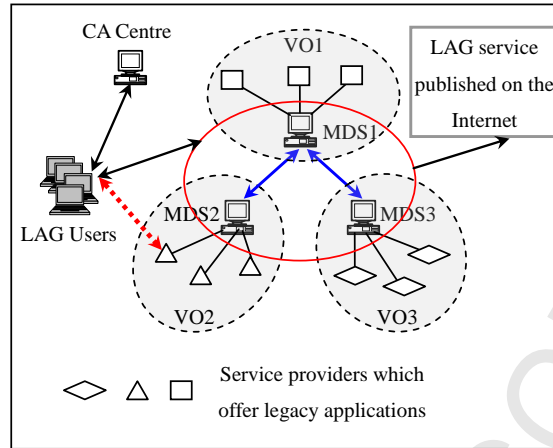 CA Centre
VO1
LAG service
published on the
Internet
MDS1
MDS2
MDS3
LAG Users
VO2
VO3
Service providers which
offer legacy applications